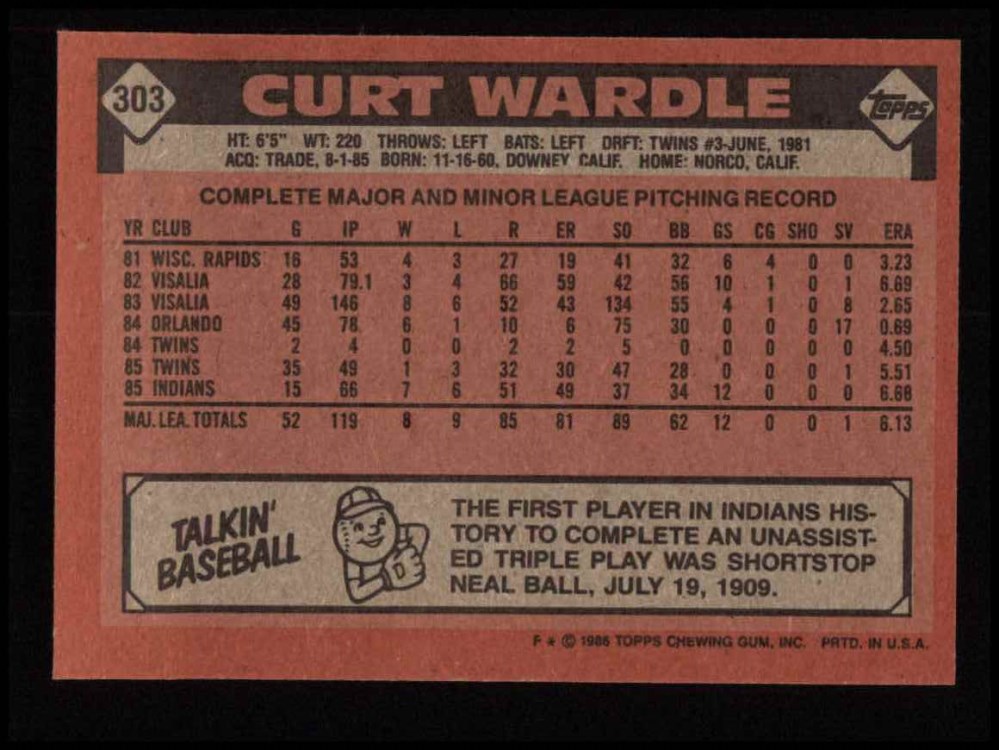 303
CURT WARDLE
TOPPS
HT: 6'5" WT: 220 THROWS: LEFT BATS: LEFT DRFT: TWINS #3-JUNE, 1981
ACQ: TRADE, 8-1-85 BORN: 11-16-60, DOWNEY CALIF. HOME: NORCO, CALIF.
COMPLETE MAJOR AND MINOR LEAGUE PITCHING RECORD
YR CLUB G IP W L R ER SO BB GS CG SHO SV ERA
81 WISC. RAPIDS 16 53 4 3 27 19 41 32 6 4 0 0 3.23
82 VISALIA 28 79.1 3 4 66 59 42 56 10 1 0 1 6.69
83 VISALIA 49 146 8 6 52 43 134 55 4 1 0 8 2.65
84 ORLANDO 45 78 6 1 10 6 75 30 0 0 0 17 0.69
84 TWINS 2 4 0 0 2 2 5 0 0 0 0 0 4.50
85 TWINS 35 49 1 3 32 30 47 28 0 0 0 1 5.51
85 INDIANS 15 66 7 6 51 49 37 34 12 0 0 0 6.68
MAJ. LEA. TOTALS 52 119 8 9 85 81 89 62 12 0 0 1 6.13
TALKIN'
BASEBALL
THE FIRST PLAYER IN INDIANS HIS-
TORY TO COMPLETE AN UNASSIST-
ED TRIPLE PLAY WAS SHORTSTOP
NEAL BALL, JULY 19, 1909.
F * © 1986 TOPPS CHEWING GUM, INC. PRTD. IN U.S.A.